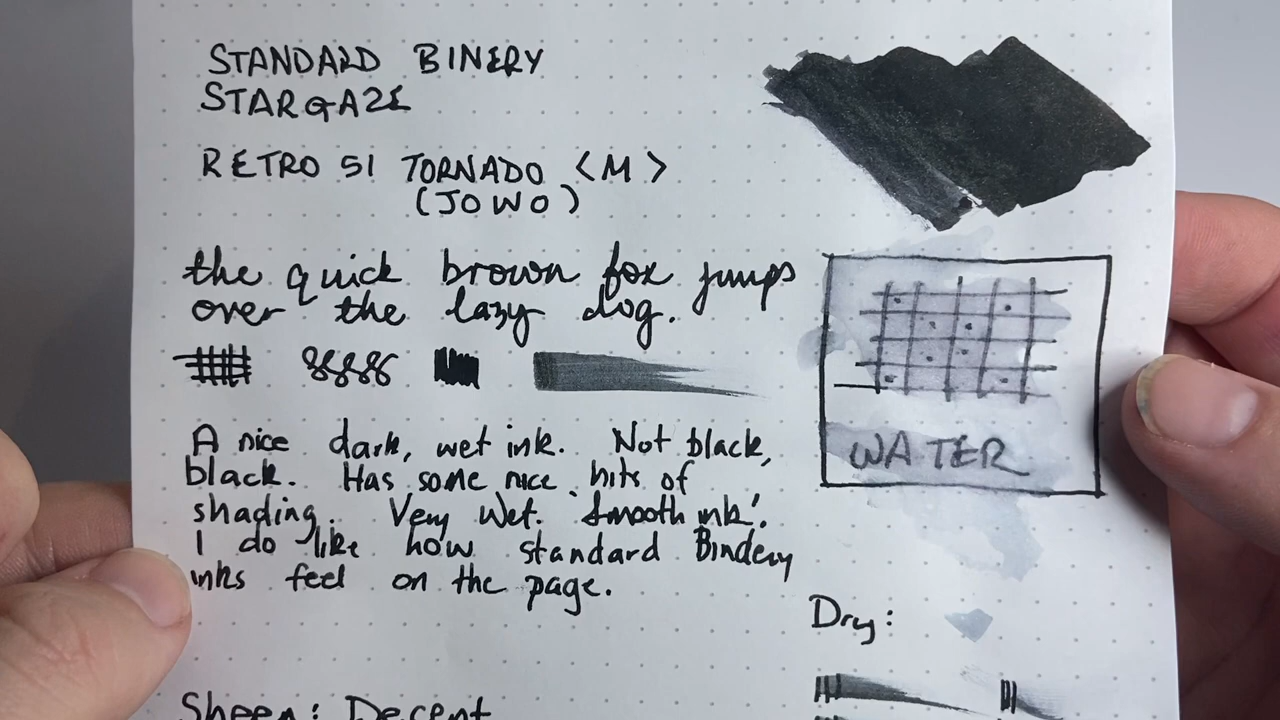 STANDARD BINERY
STARGAZE
RETRO 51 TORNADO <M>
(JOWO)
the quick brown fox jumps
over the lazy dog.
A nice dark, wet ink. Not black,
black. Has some nice hits of
shading. Very Wet. Smooth ink.
I do like how standard Bindery
inks feel on the page.
WATER
Dry:
Sheen: Decent